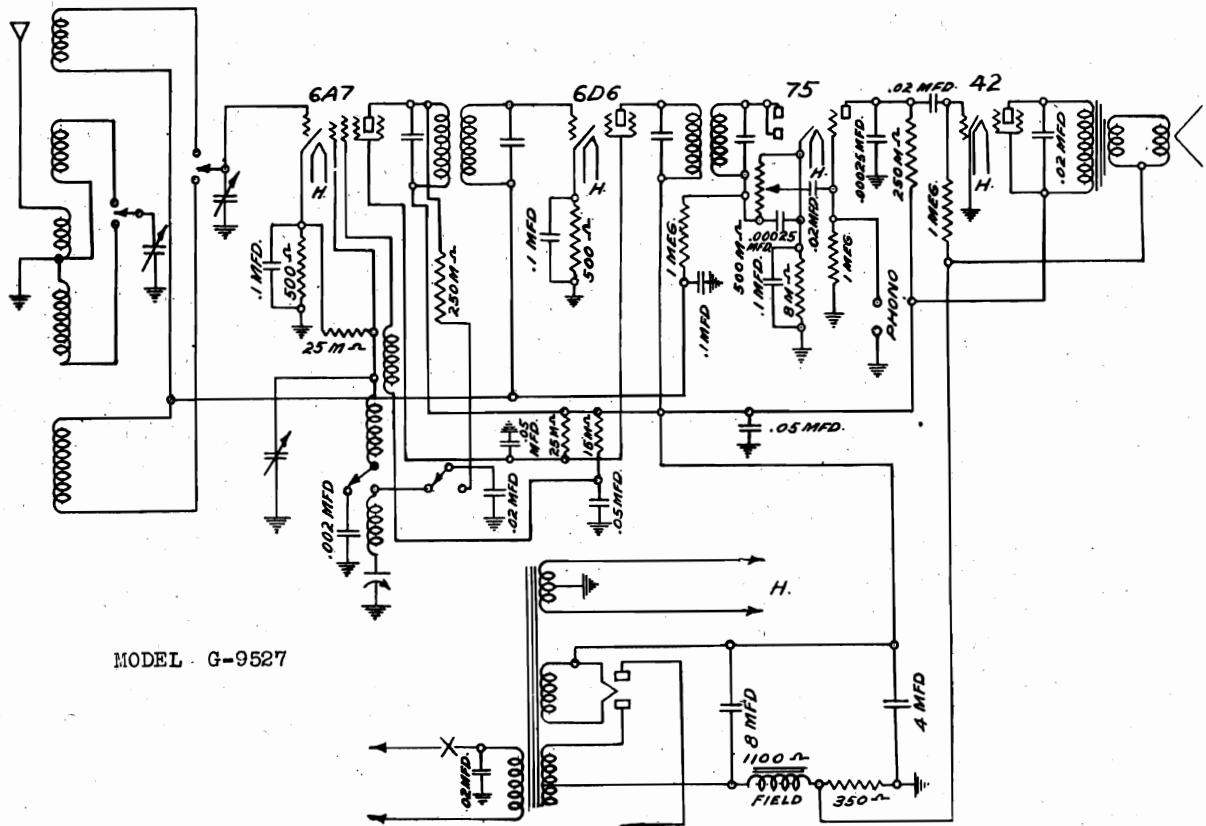 6A7
6D6
75
.02 MFD.
42
H.
H.
H.
H.
.1 MFD.
500 Ω
25 M Ω
250 M Ω
.1 MFD
500 Ω
1 MEG.
.1 MFD
500 M Ω
.00025 MFD.
.1 MFD.
8 M Ω
.02 MFD.
1 MEG
PHONO
.00025 MFD.
250 M Ω
1 MEG.
.02 MFD
.002 MFD
.05 MFD.
25 M Ω
15 M Ω
.02 MFD
.05 MFD.
.05 MFD.
H.
MODEL G-9527
.02 MFD.
8 MFD
4 MFD
1100 Ω
FIELD
350 Ω